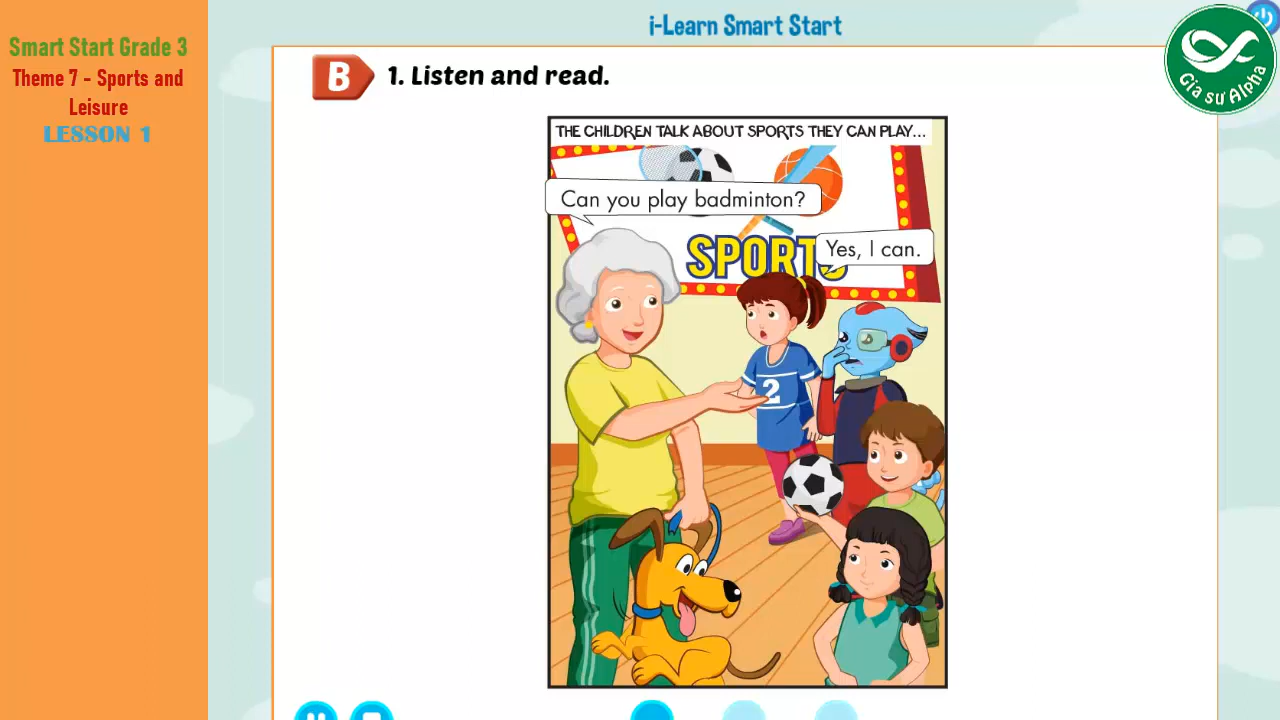 i-Learn Smart Start
Smart Start Grade 3
Theme 7 - Sports and
Leisure
LESSON 1
Gia sư Alpha
B 1. Listen and read.
THE CHILDREN TALK ABOUT SPORTS THEY CAN PLAY...
Can you play badminton?
SPORTS
Yes, I can.
2